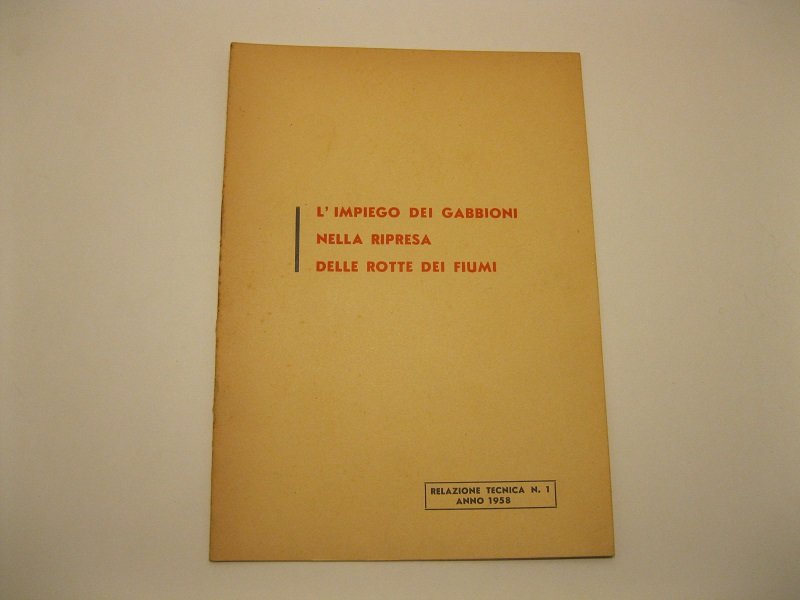 L' IMPIEGO DEI GABBIONI
NELLA RIPRESA
DELLE ROTTE DEI FIUMI
RELAZIONE TECNICA N. 1
ANNO 1958